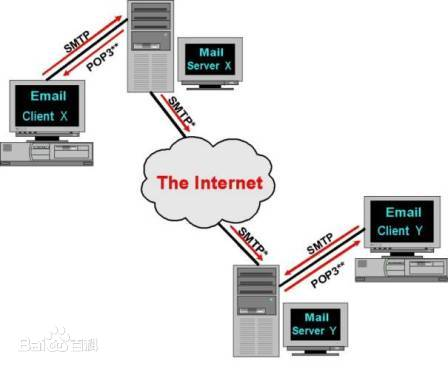 SMTP
POP3**
Mail
Server X
Email
Client X
SMTP*
The Internet
SMTP*
Email
Client Y
SMTP
POP3**
Mail
Server Y
Bai百科